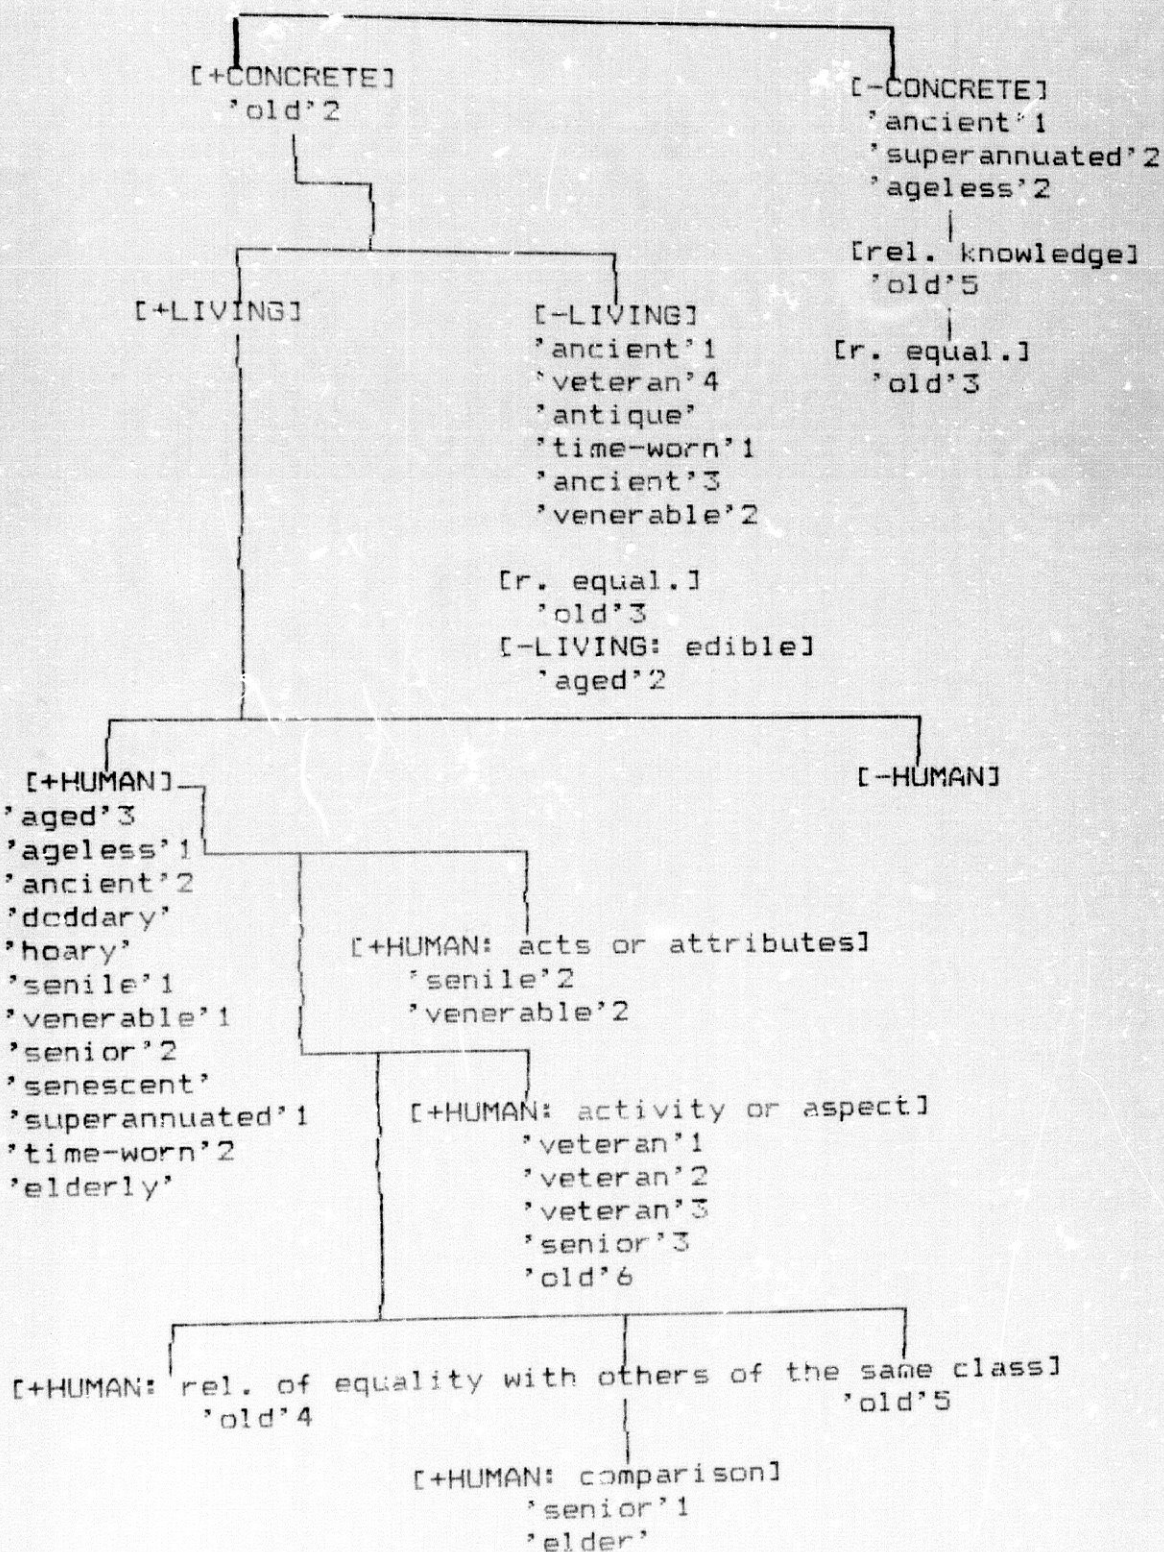 [+CONCRETE]
'old'2
[-CONCRETE]
'ancient'1
'superannuated'2
'ageless'2
[rel. knowledge]
'old'5
[r. equal.]
'old'3
[+LIVING]
[-LIVING]
'ancient'1
'veteran'4
'antique'
'time-worn'1
'ancient'3
'venerable'2
[r. equal.]
'old'3
[-LIVING: edible]
'aged'2
[+HUMAN]
'aged'3
'ageless'1
'ancient'2
'doddary'
'hoary'
'senile'1
'venerable'1
'senior'2
'senescent'
'superannuated'1
'time-worn'2
'elderly'
[-HUMAN]
[+HUMAN: acts or attributes]
'senile'2
'venerable'2
[+HUMAN: activity or aspect]
'veteran'1
'veteran'2
'veteran'3
'senior'3
'old'6
[+HUMAN: rel. of equality with others of the same class]
'old'4 'old'5
[+HUMAN: comparison]
'senior'1
'elder'